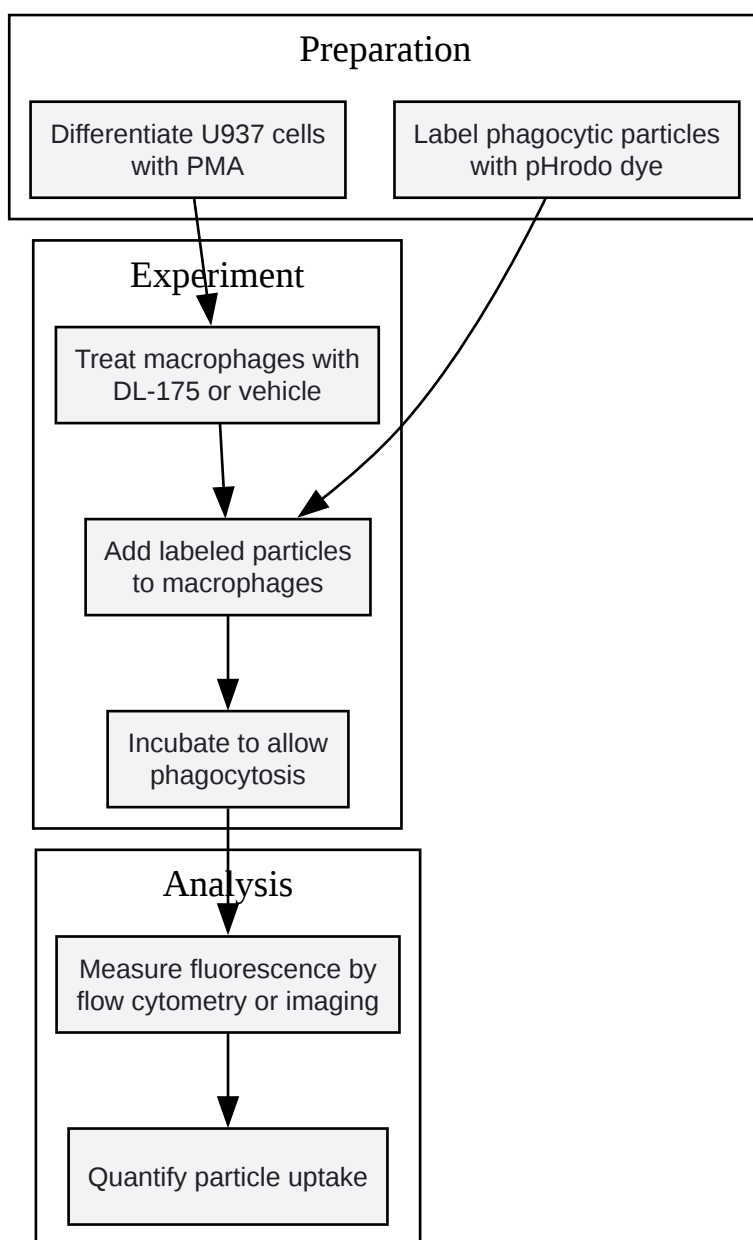 Preparation
Differentiate U937 cells
with PMA
Label phagocytic particles
with pHrodo dye
Experiment
Treat macrophages with
DL-175 or vehicle
Add labeled particles
to macrophages
Incubate to allow
phagocytosis
Analysis
Measure fluorescence by
flow cytometry or imaging
Quantify particle uptake